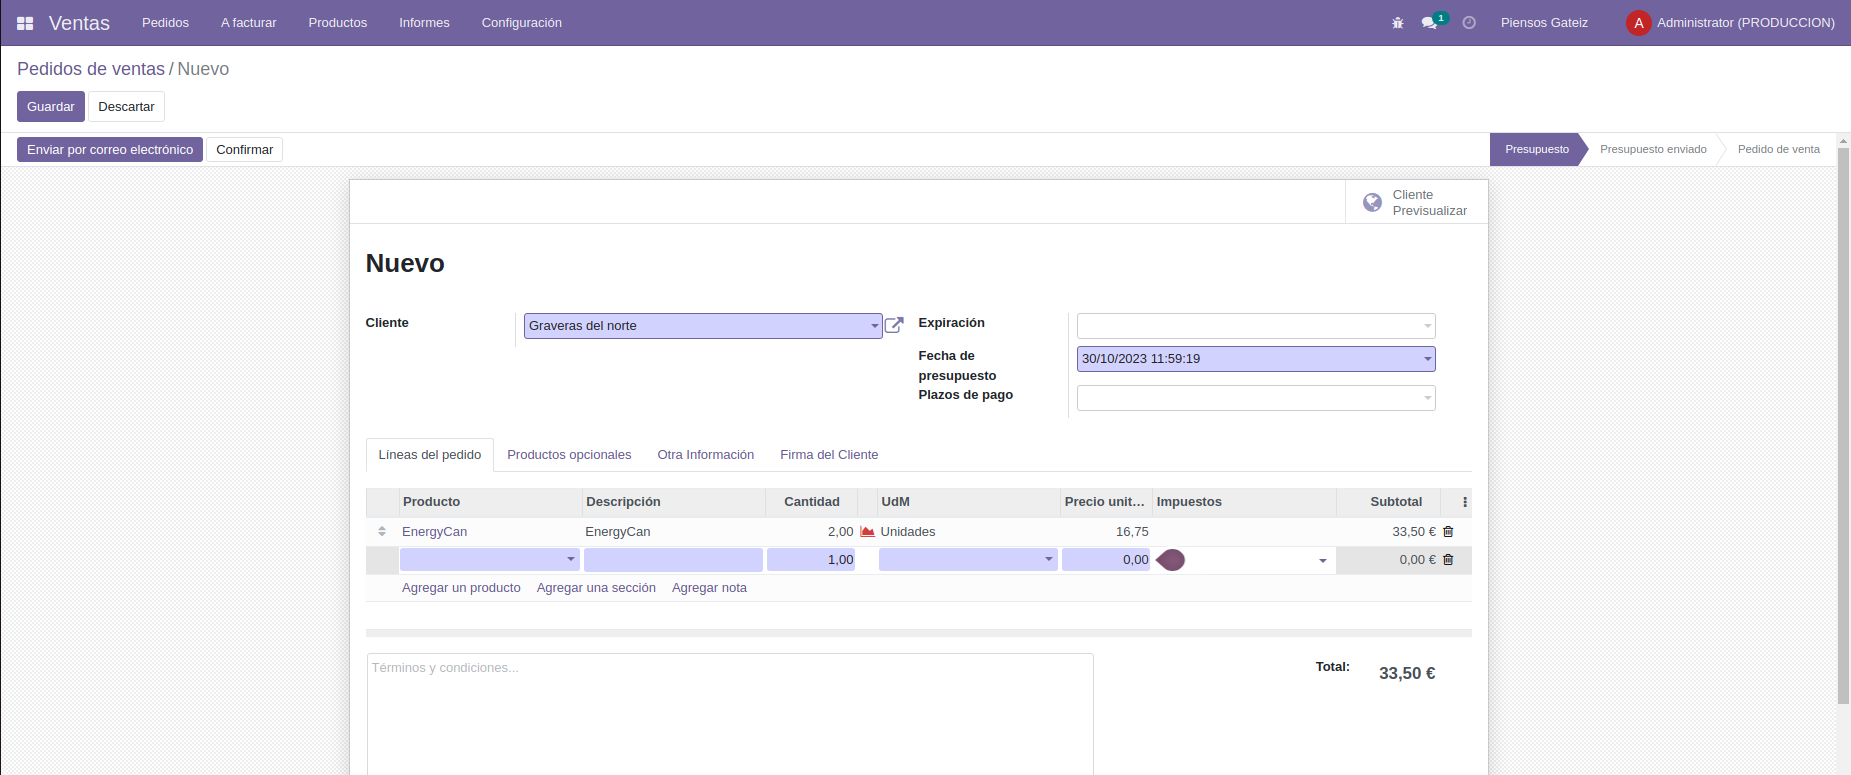 Ventas Pedidos A facturar Productos Informes Configuración 1 Piensos Gateiz A Administrator (PRODUCCION)
Pedidos de ventas / Nuevo
Guardar Descartar
Enviar por correo electrónico Confirmar Presupuesto Presupuesto enviado Pedido de venta
Cliente
Previsualizar
Nuevo
Cliente Graveras del norte Expiración
Fecha de presupuesto 30/10/2023 11:59:19
Plazos de pago
Líneas del pedido Productos opcionales Otra Información Firma del Cliente
Producto Descripción Cantidad UdM Precio unit... Impuestos Subtotal
EnergyCan EnergyCan 2,00 Unidades 16,75 33,50 €
1,00 0,00 0,00 €
Agregar un producto Agregar una sección Agregar nota
Términos y condiciones... Total: 33,50 €